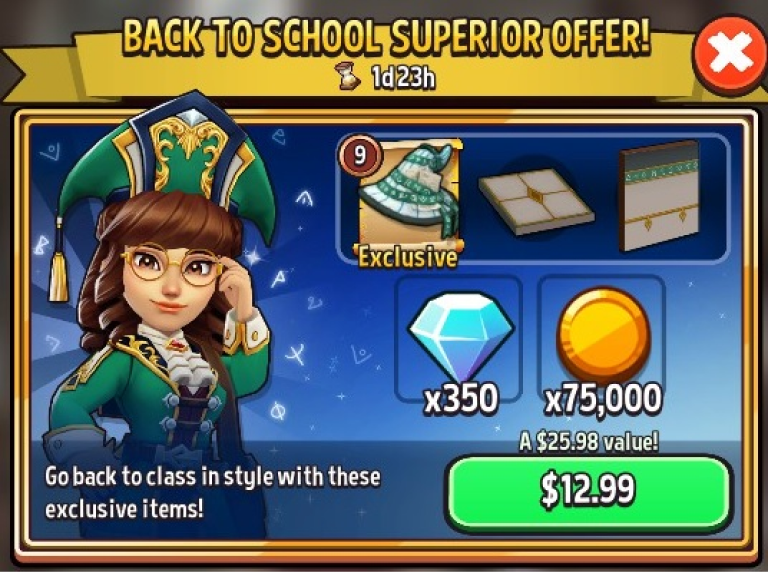 BACK TO SCHOOL SUPERIOR OFFER!
1d 23h
9
Exclusive
x350
x75,000
A $25.98 value!
$12.99
Go back to class in style with these
exclusive items!